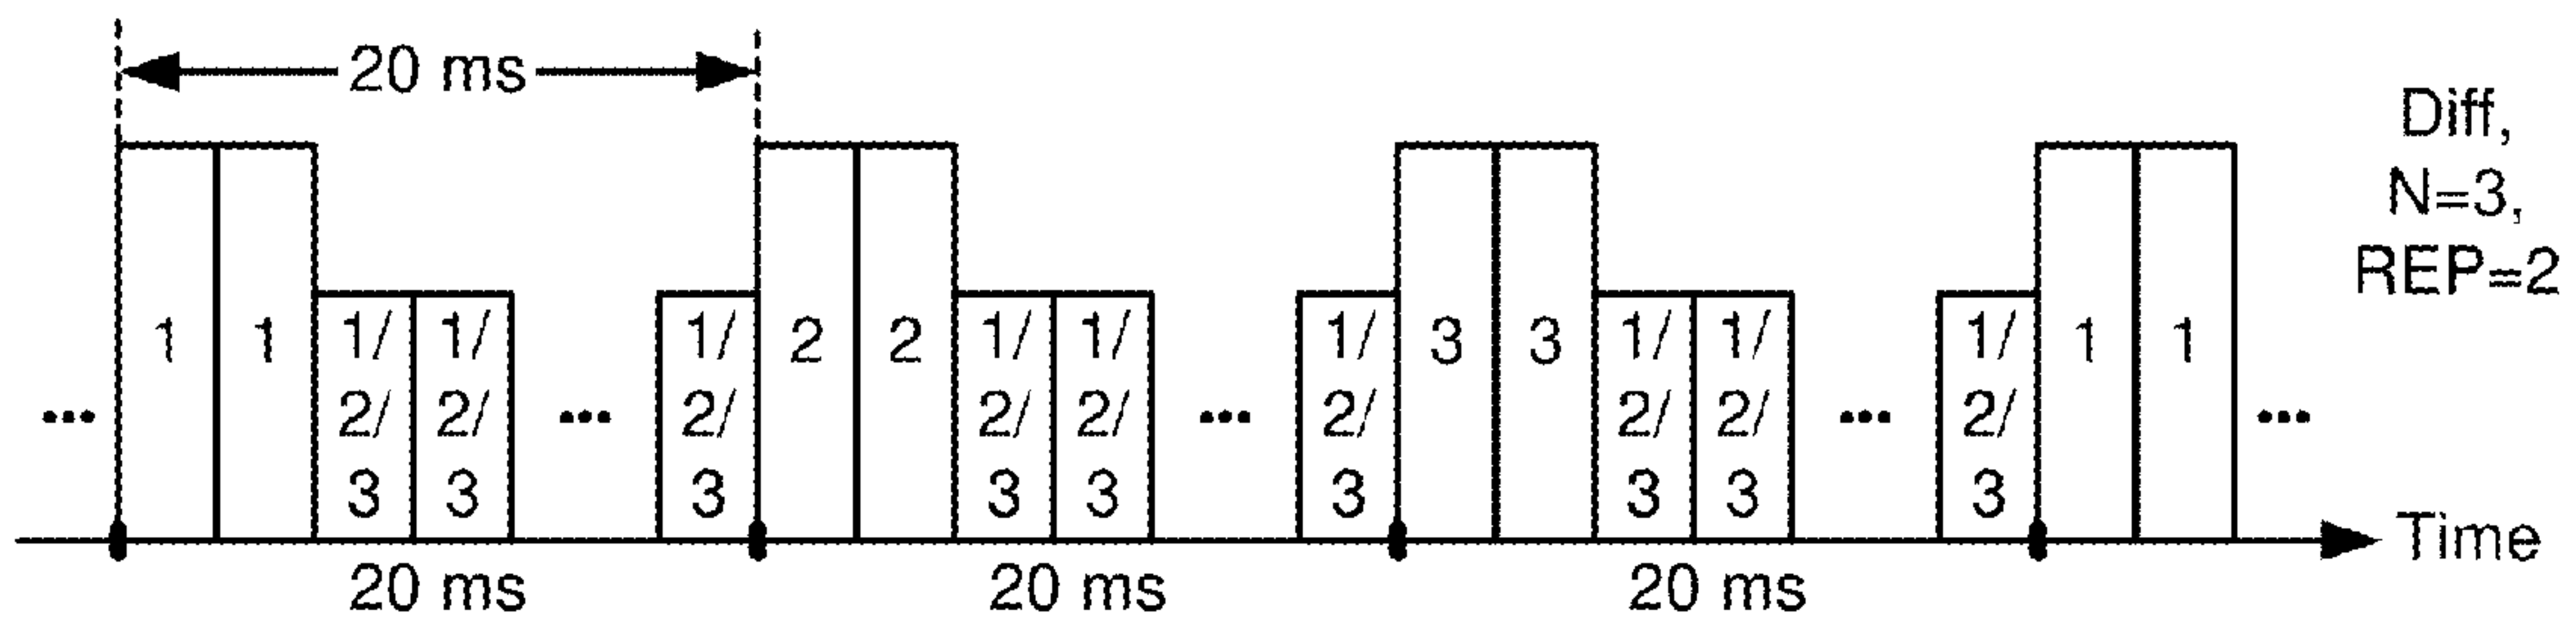 20 ms
Diff,
N=3,
REP=2
... 1 1 1/ 1/ ... 1/ 2 2 1/ 1/ ... 1/ 3 3 1/ 1/ ... 1/ 1 1 ...
2/ 2/ 2/ 2/ 2/ 2/ 2/ 2/ 2/
3 3 3 3 3 3 3 3 3
Time
20 ms 20 ms 20 ms